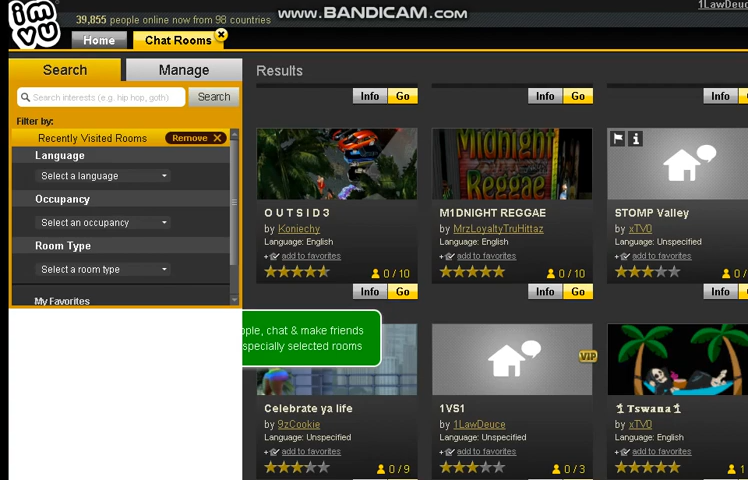 imvu
39,855 people online now from 98 countries
WWW.BANDICAM.COM
1LawDeuce
Home
Chat Rooms
Search
Manage
Results
Search interests (e.g. hip hop, goth)
Search
Info
Go
Info
Go
Info
Filter by:
Recently Visited Rooms
Remove X
Language
Select a language
Occupancy
Select an occupancy
Room Type
Select a room type
My Favorites
Midnight
Reggae
O U T S I D 3
by Koniechy
Language: English
+ add to favorites
0 / 10
M1DNIGHT REGGAE
by MrzLoyaltyTruHittaz
Language: English
+ add to favorites
0 / 10
STOMP Valley
by xTV0
Language: Unspecified
+ add to favorites
0 /
Info
Go
Info
Go
Info
ople, chat & make friends
specially selected rooms
VIP
Celebrate ya life
by 9zCookie
Language: Unspecified
+ add to favorites
0 / 9
1VS1
by 1LawDeuce
Language: Unspecified
+ add to favorites
0 / 3
Tswana
by xTV0
Language: English
+ add to favorites
1